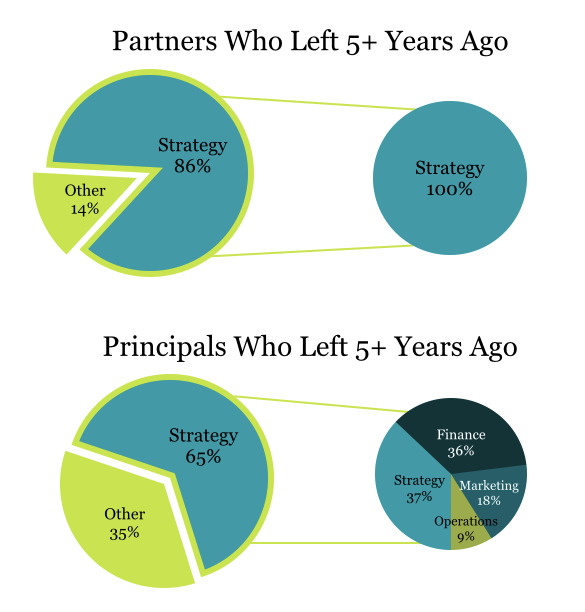 Partners Who Left 5+ Years Ago
Strategy
86%
Other
14%
Strategy
100%
Principals Who Left 5+ Years Ago
Strategy
65%
Other
35%
Finance
36%
Strategy
37%
Marketing
18%
Operations
9%